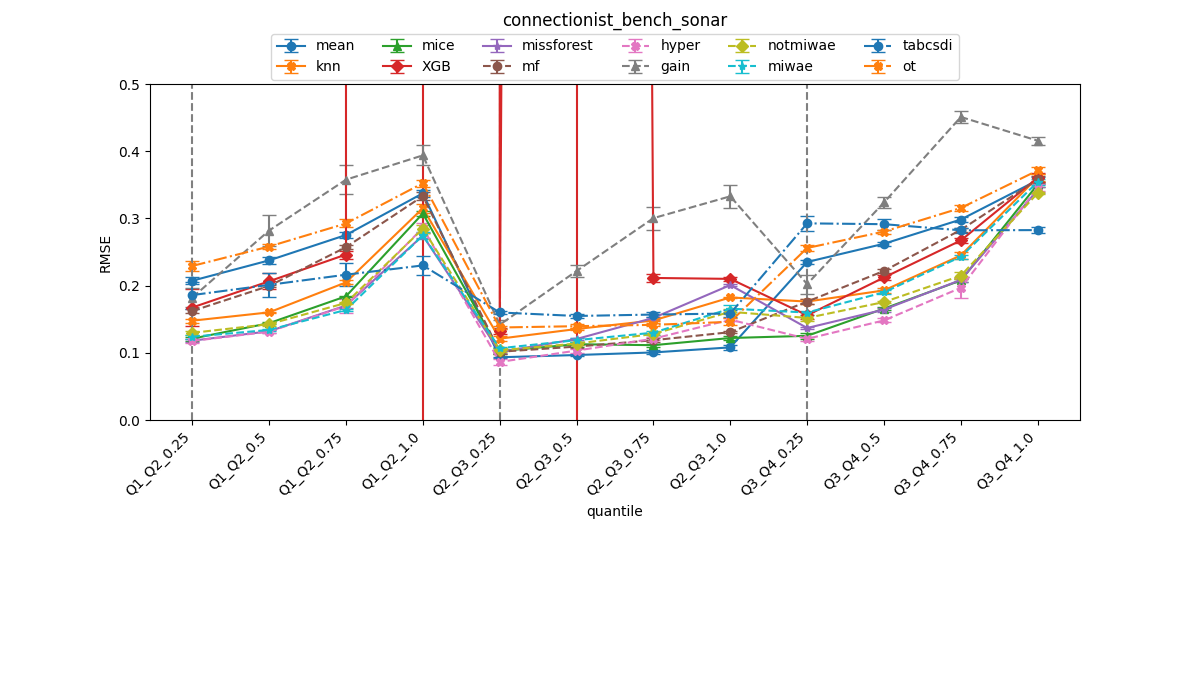 connectionist_bench_sonar
mean mice missforest hyper notmiwae tabcsdi
knn XGB mf gain miwae ot
0.5
0.4
0.3
0.2
0.1
0.0
RMSE
Q1_Q2_0.25
Q1_Q2_0.5
Q1_Q2_0.75
Q1_Q2_1.0
Q2_Q3_0.25
Q2_Q3_0.5
Q2_Q3_0.75
Q2_Q3_1.0
Q3_Q4_0.25
Q3_Q4_0.5
Q3_Q4_0.75
Q3_Q4_1.0
quantile